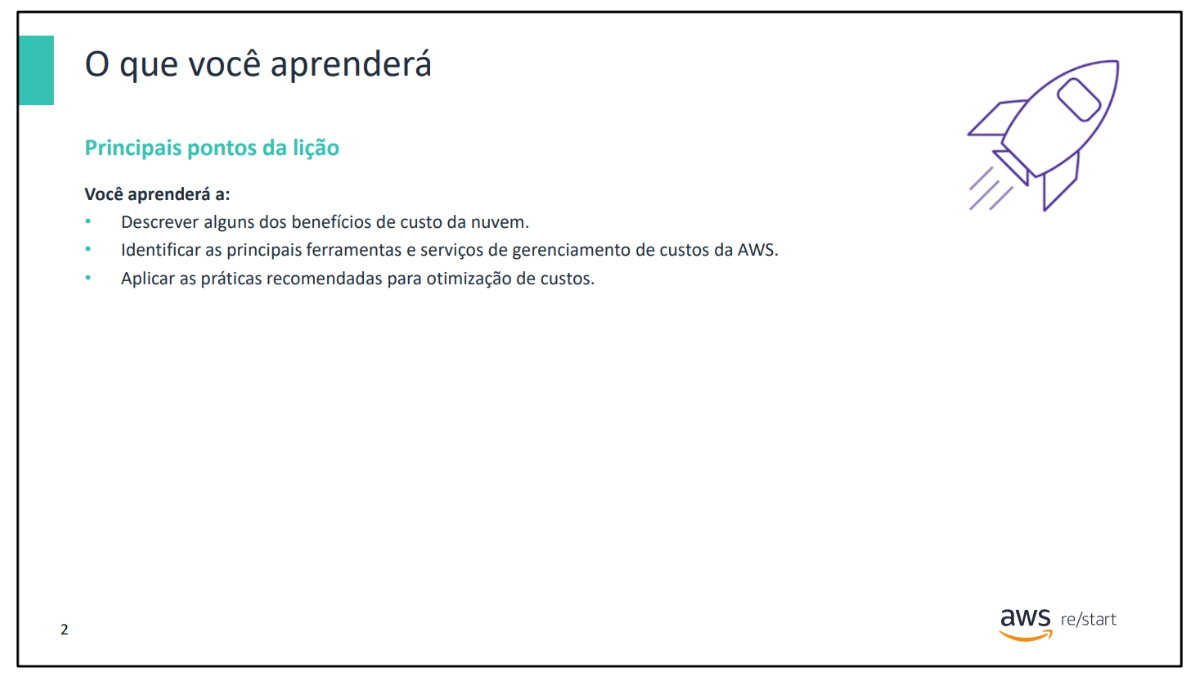 O que você aprenderá
Principais pontos da lição
Você aprenderá a:
• Descrever alguns dos benefícios de custo da nuvem.
• Identificar as principais ferramentas e serviços de gerenciamento de custos da AWS.
• Aplicar as práticas recomendadas para otimização de custos.
2
aws re/start